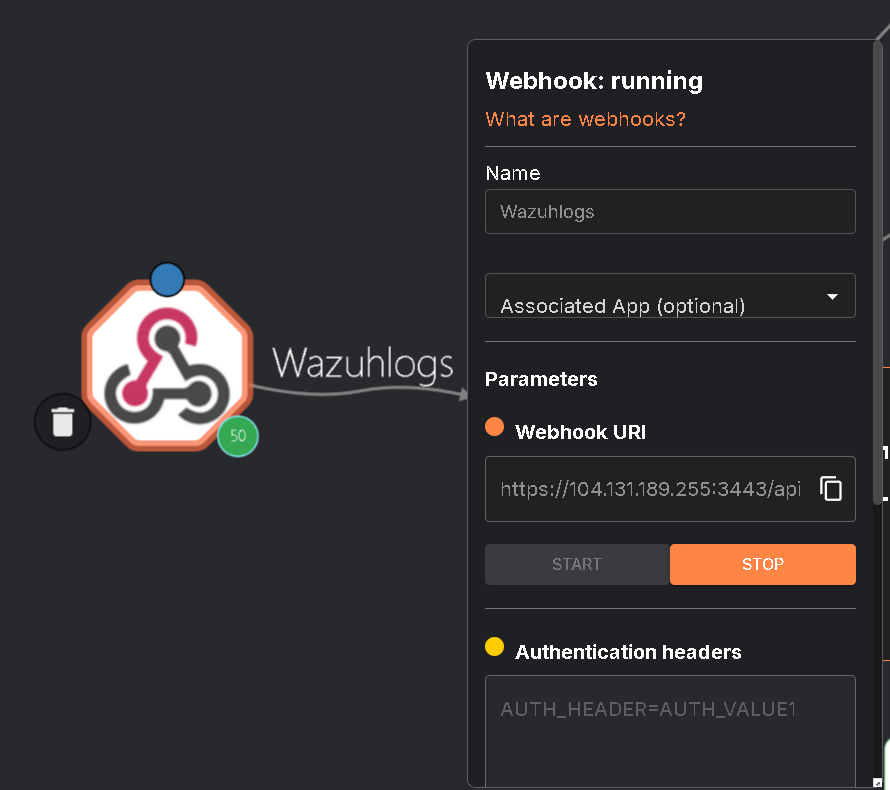 Webhook: running
What are webhooks?
Name
Wazuhlogs
Associated App (optional)
Wazuhlogs
Parameters
Webhook URI
50
https://104.131.189.255:3443/api
START
STOP
Authentication headers
AUTH_HEADER=AUTH_VALUE1